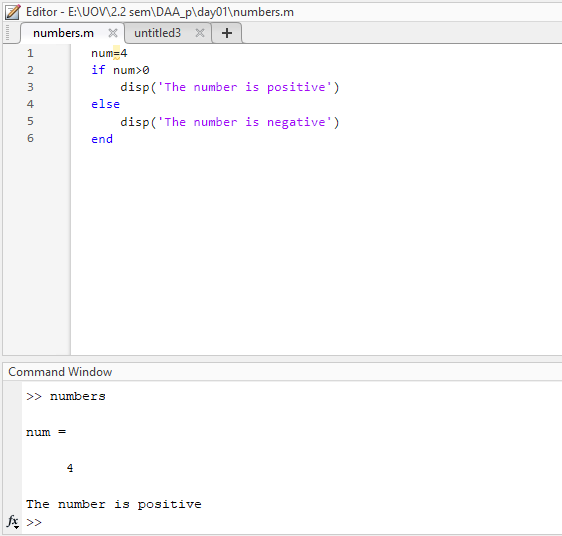 Editor - E:\UOV\2.2 sem\DAA_p\day01\numbers.m
numbers.m × untitled3 × +
1 num=4
2 if num>0
3 disp('The number is positive')
4 else
5 disp('The number is negative')
6 end
Command Window
>> numbers
num =
4
The number is positive
fx >>